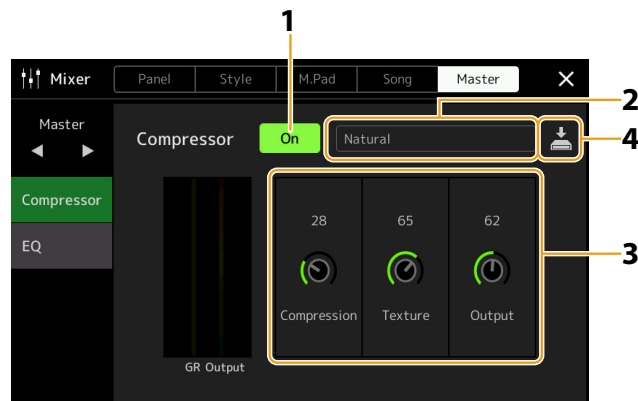 1
Mixer Panel Style M.Pad Song Master
2
Master Compressor On Natural 4
Compressor
28 65 62
EQ 3
Compression Texture Output
GR Output